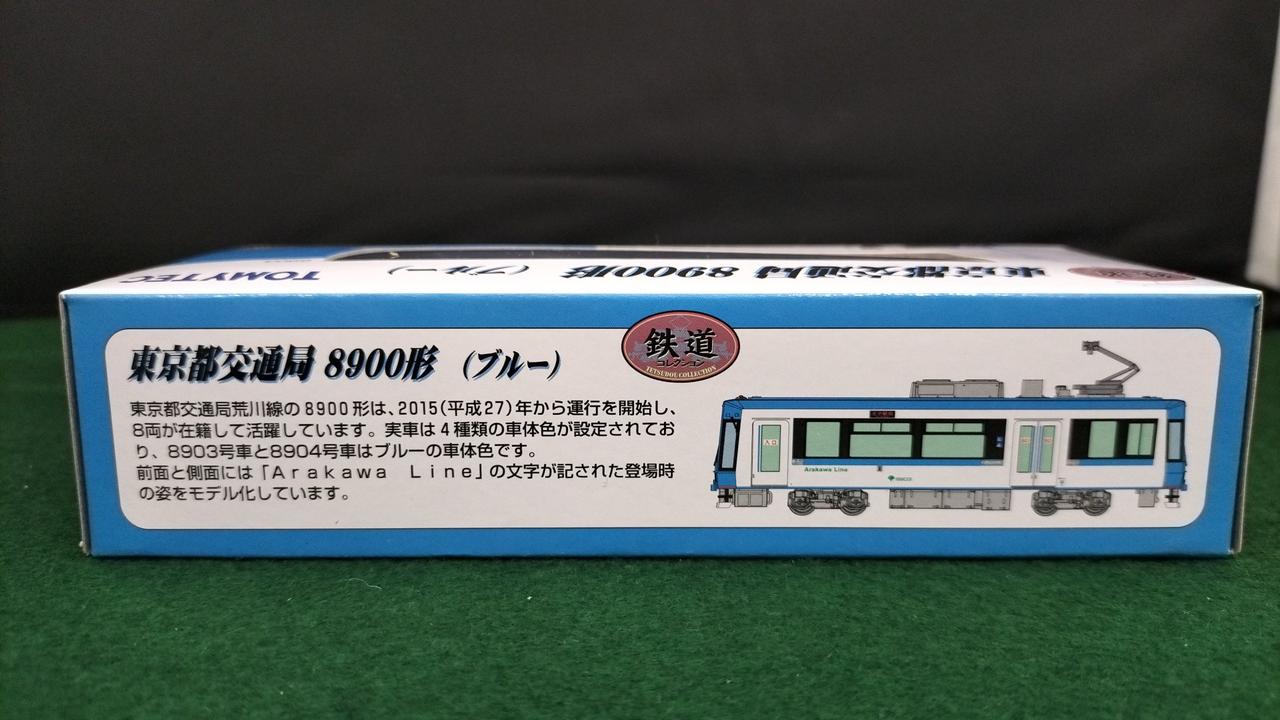 TOMYTEC
東京都交通局 8900形 (ブルー)
東京都交通局 8900形 (ブルー)
鉄道
コレクション
TETSUDOU COLLECTION
東京都交通局荒川線の8900形は、2015(平成27)年から運行を開始し、
8両が在籍して活躍しています。実車は4種類の車体色が設定されてお
り、8903号車と8904号車はブルーの車体色です。
前面と側面には「Ａｒａｋａｗａ　Ｌｉｎｅ」の文字が記された登場時
の姿をモデル化しています。
入口
Arakawa Line